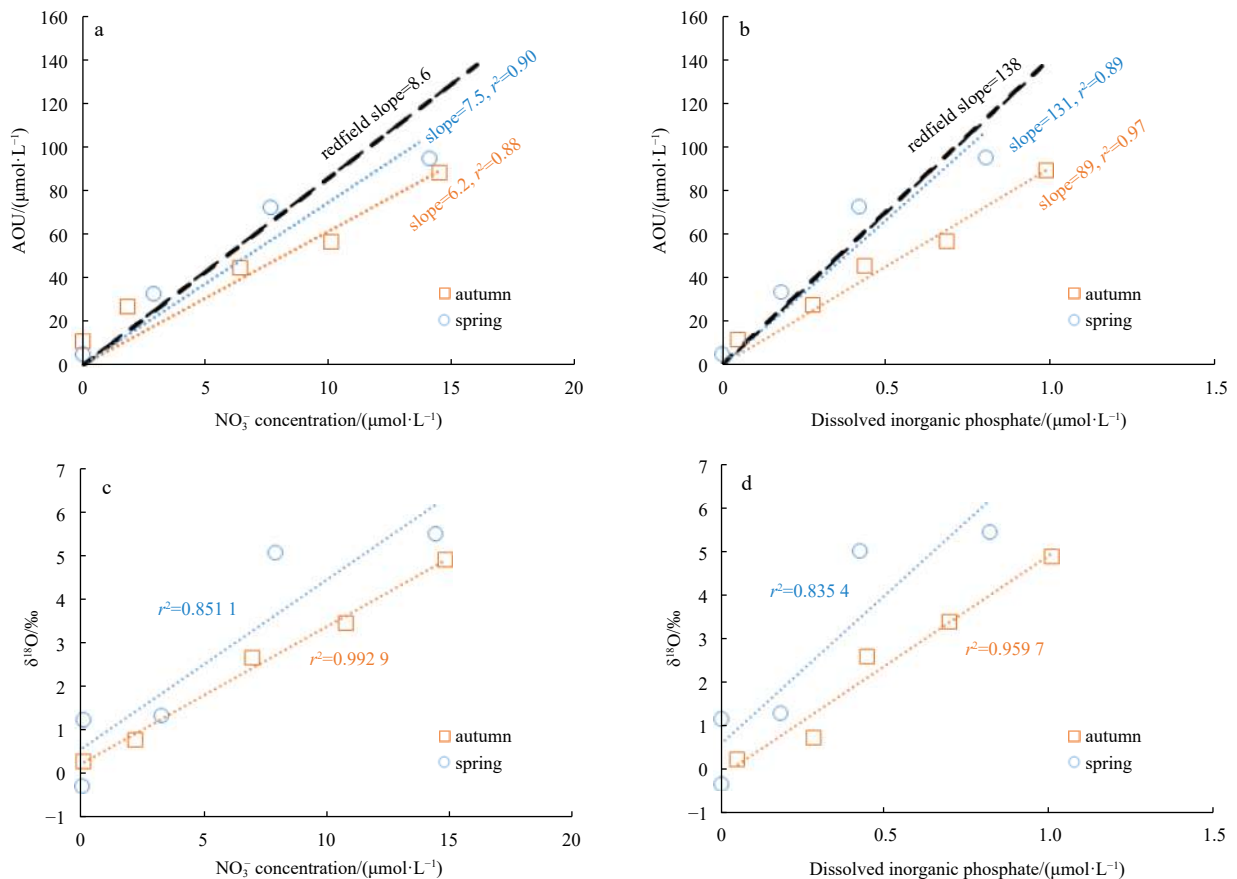 a
160
140
120
100
80
60
40
20
0
AOU/(μmol·L⁻¹)
redfield slope=8.6
slope=7.5, r²=0.90
slope=6.2, r²=0.88
autumn
spring
0 5 10 15 20
NO₃⁻ concentration/(μmol·L⁻¹)
b
160
140
120
100
80
60
40
20
0
AOU/(μmol·L⁻¹)
redfield slope=138
slope=131, r²=0.89
slope=89, r²=0.97
autumn
spring
0 0.5 1.0 1.5
Dissolved inorganic phosphate/(μmol·L⁻¹)
c
7
6
5
4
3
2
1
0
−1
δ¹⁸O/‰
r²=0.851 1
r²=0.992 9
autumn
spring
0 5 10 15 20
NO₃⁻ concentration/(μmol·L⁻¹)
d
7
6
5
4
3
2
1
0
−1
δ¹⁸O/‰
r²=0.835 4
r²=0.959 7
autumn
spring
0 0.5 1.0 1.5
Dissolved inorganic phosphate/(μmol·L⁻¹)